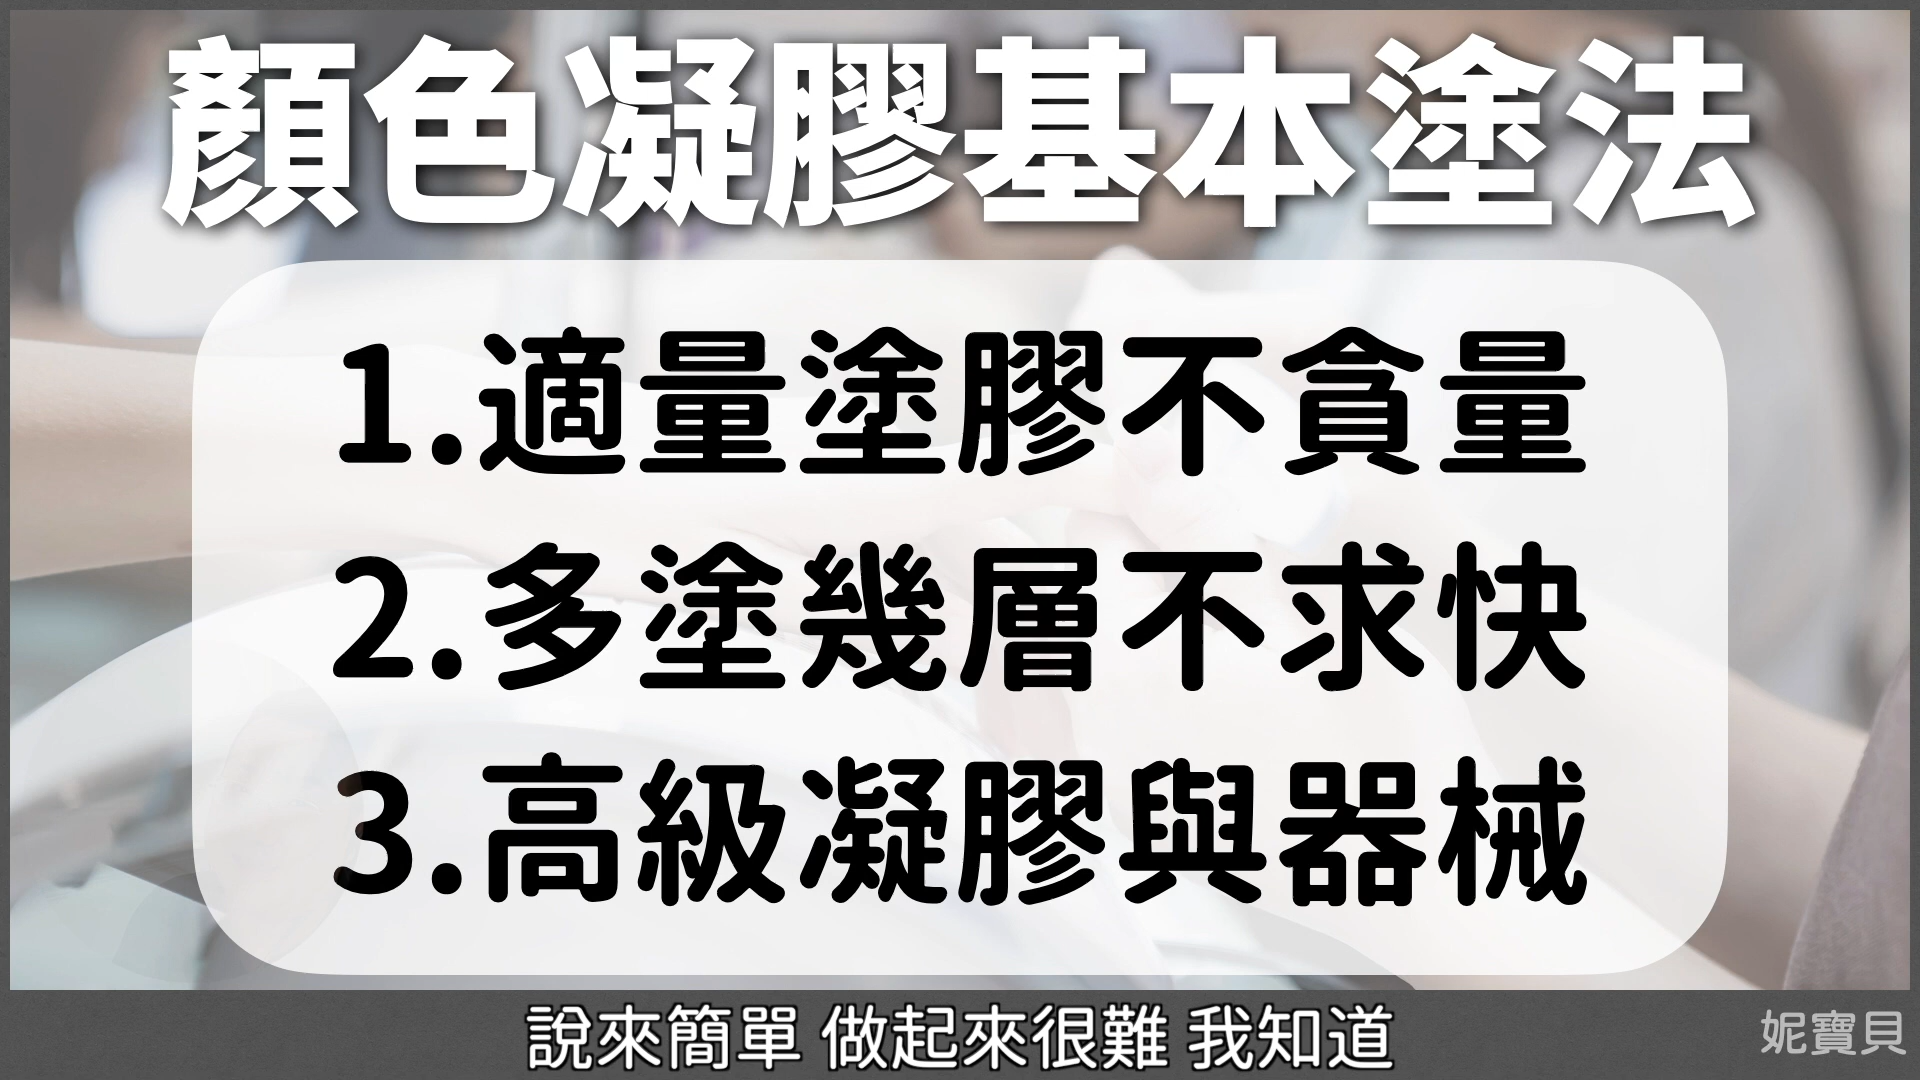 顏色凝膠基本塗法
1.適量塗膠不貪量
2.多塗幾層不求快
3.高級凝膠與器械
說來簡單 做起來很難 我知道
妮寶貝